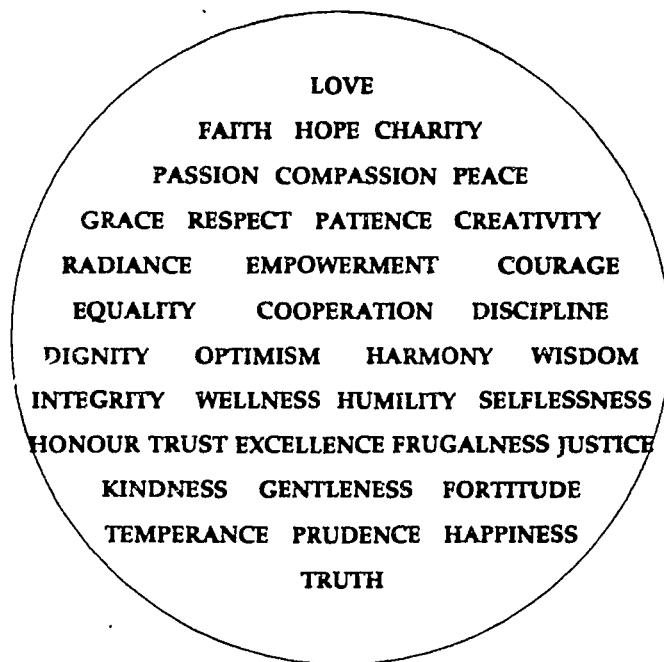 LOVE
FAITH HOPE CHARITY
PASSION COMPASSION PEACE
GRACE RESPECT PATIENCE CREATIVITY
RADIANCE EMPOWERMENT COURAGE
EQUALITY COOPERATION DISCIPLINE
DIGNITY OPTIMISM HARMONY WISDOM
INTEGRITY WELLNESS HUMILITY SELFLESSNESS
HONOUR TRUST EXCELLENCE FRUGALNESS JUSTICE
KINDNESS GENTLENESS FORTITUDE
TEMPERANCE PRUDENCE HAPPINESS
TRUTH